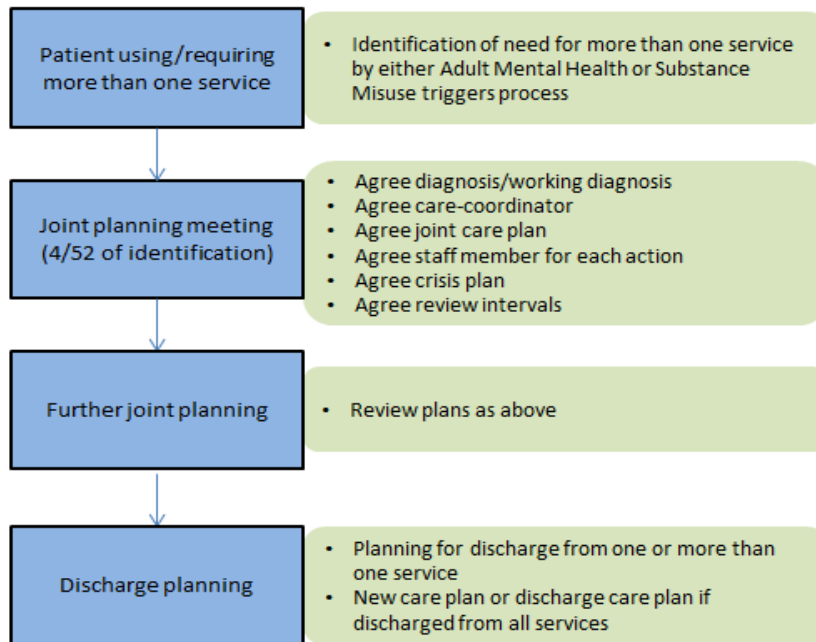 Patient using/requiring
more than one service
• Identification of need for more than one service
by either Adult Mental Health or Substance
Misuse triggers process
Joint planning meeting
(4/52 of identification)
• Agree diagnosis/working diagnosis
• Agree care-coordinator
• Agree joint care plan
• Agree staff member for each action
• Agree crisis plan
• Agree review intervals
Further joint planning
• Review plans as above
Discharge planning
• Planning for discharge from one or more than
one service
• New care plan or discharge care plan if
discharged from all services